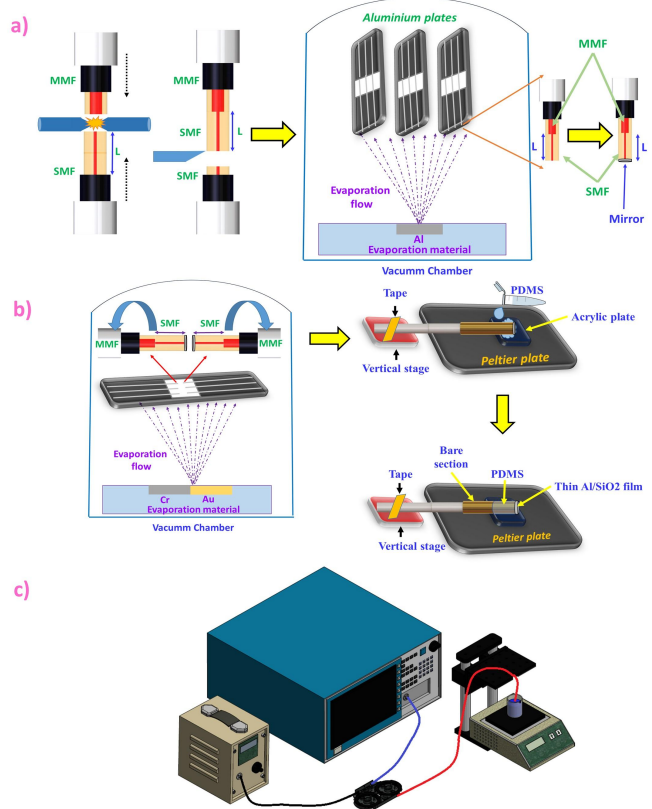 a)
Aluminium plates
MMF
MMF
MMF
SMF
L
L
SMF
SMF
Evaporation
flow
L
L
SMF
Mirror
Al
Evaporation material
Vacumm Chamber
b)
SMF
SMF
MMF
MMF
Evaporation
flow
Cr
Au
Evaporation material
Vacumm Chamber
Tape
PDMS
Acrylic plate
Vertical stage
Peltier plate
Bare
section
Tape
PDMS
Thin Al/SiO2 film
Vertical stage
Peltier plate
c)